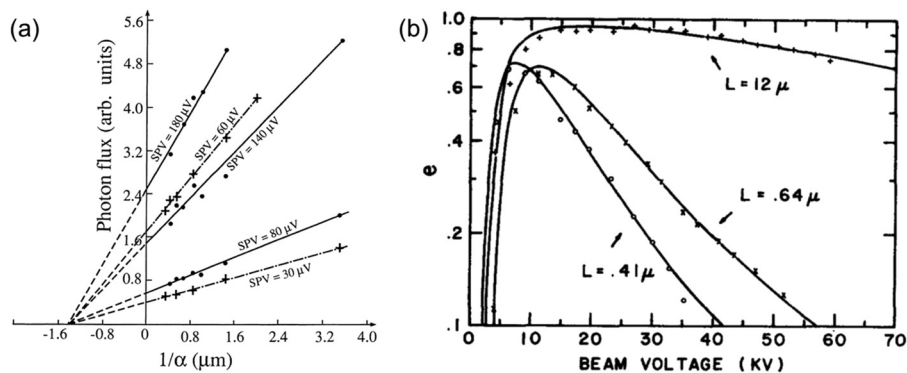 (a)
Photon flux (arb. units)
5.6
4.8
4.0
3.2
2.4
1.6
0.8
0
SPV = 180 μV
SPV = 60 μV
SPV = 140 μV
SPV = 80 μV
SPV = 30 μV
-1.6 -0.8 0 0.8 1.6 2.4 3.2 4.0
1/α (μm)
(b)
e
1.0
.8
.6
.4
.2
.1
L = 12 μ
L = .64 μ
L = .41 μ
0 10 20 30 40 50 60 70
BEAM VOLTAGE (KV)